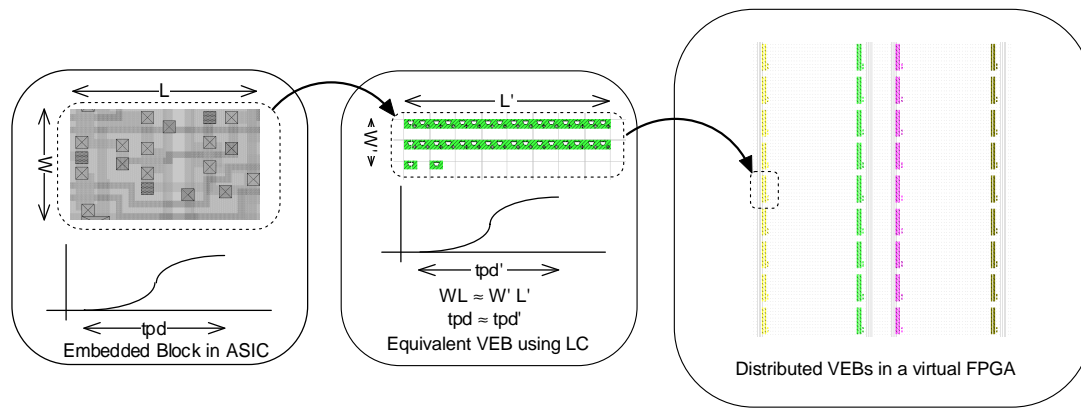 L
W
tpd
Embedded Block in ASIC
L'
W'
tpd'
WL ≈ W' L'
tpd ≈ tpd'
Equivalent VEB using LC
Distributed VEBs in a virtual FPGA